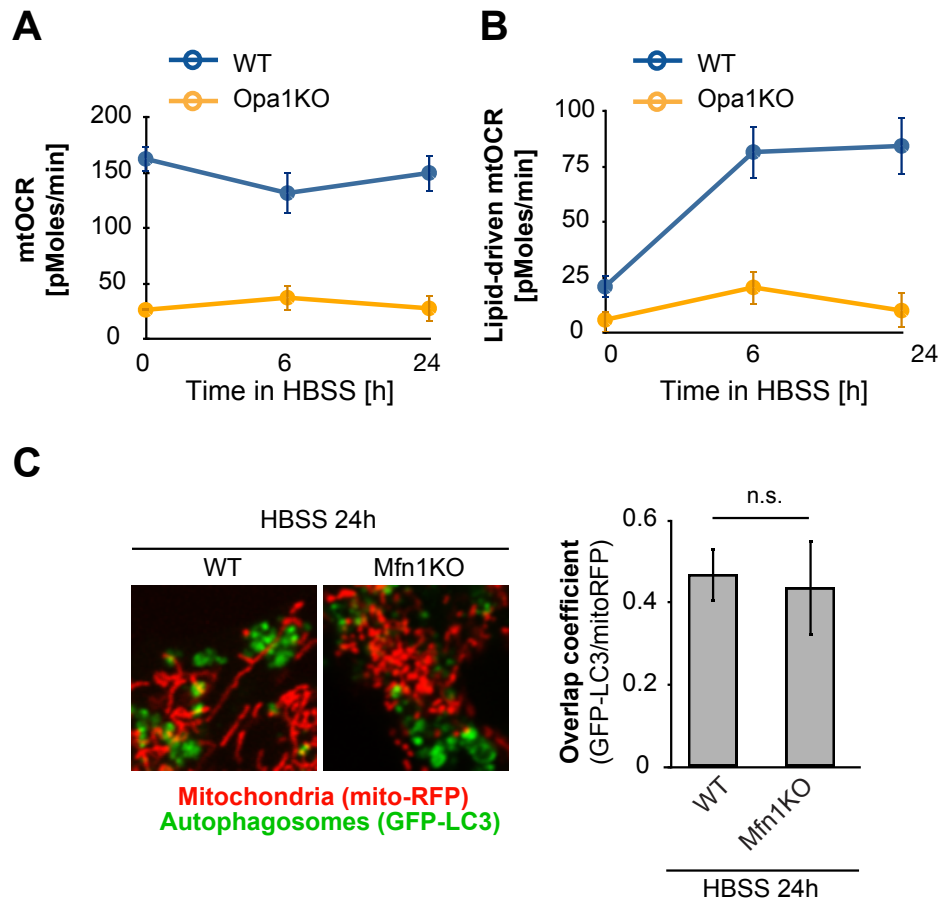 A
WT
Opa1KO
200
150
100
50
0
mtOCR
[pMoles/min]
0 6 24
Time in HBSS [h]
B
WT
Opa1KO
100
75
50
25
0
Lipid-driven mtOCR
[pMoles/min]
0 6 24
Time in HBSS [h]
C
HBSS 24h
WT Mfn1KO
Mitochondria (mito-RFP)
Autophagosomes (GFP-LC3)
n.s.
0.6
0.4
0.2
0
Overlap coefficient
(GFP-LC3/mitoRFP)
WT
Mfn1KO
HBSS 24h